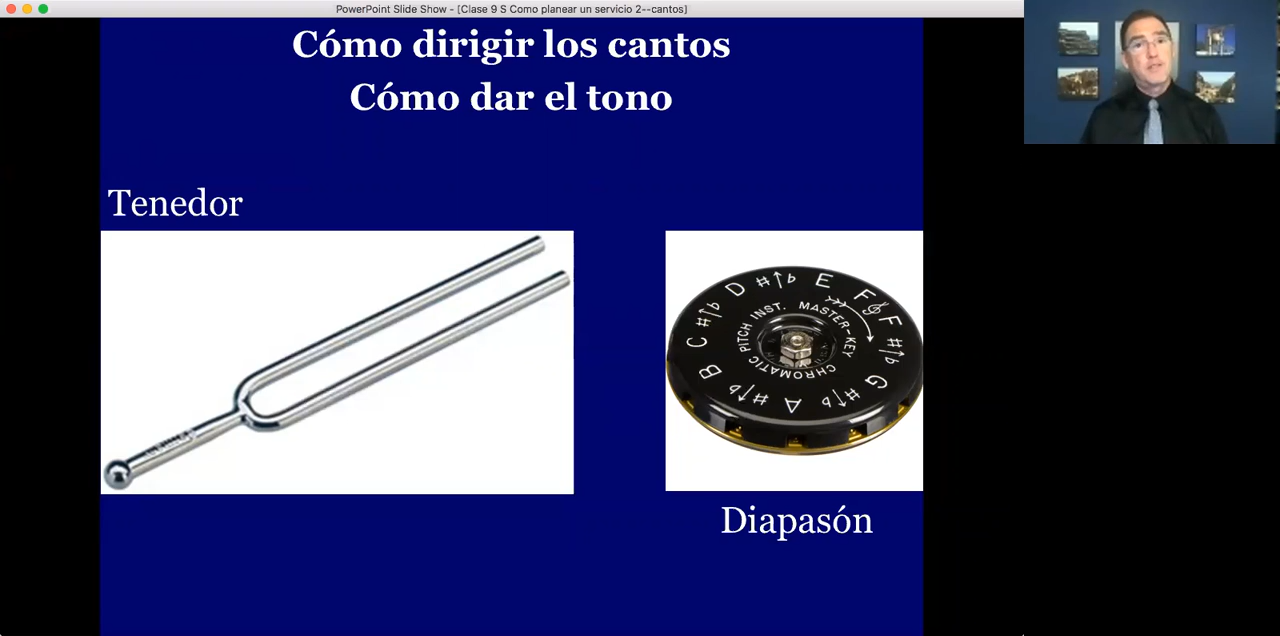 PowerPoint Slide Show - [Clase 9 S Como planear un servicio 2--cantos]
Cómo dirigir los cantos
Cómo dar el tono
Tenedor
D #↑♭ E F F #↑♭ G #↑♭ A #↑♭ B C #↑♭
MASTER-KEY
CHROMATIC
PITCH INST.
Diapasón